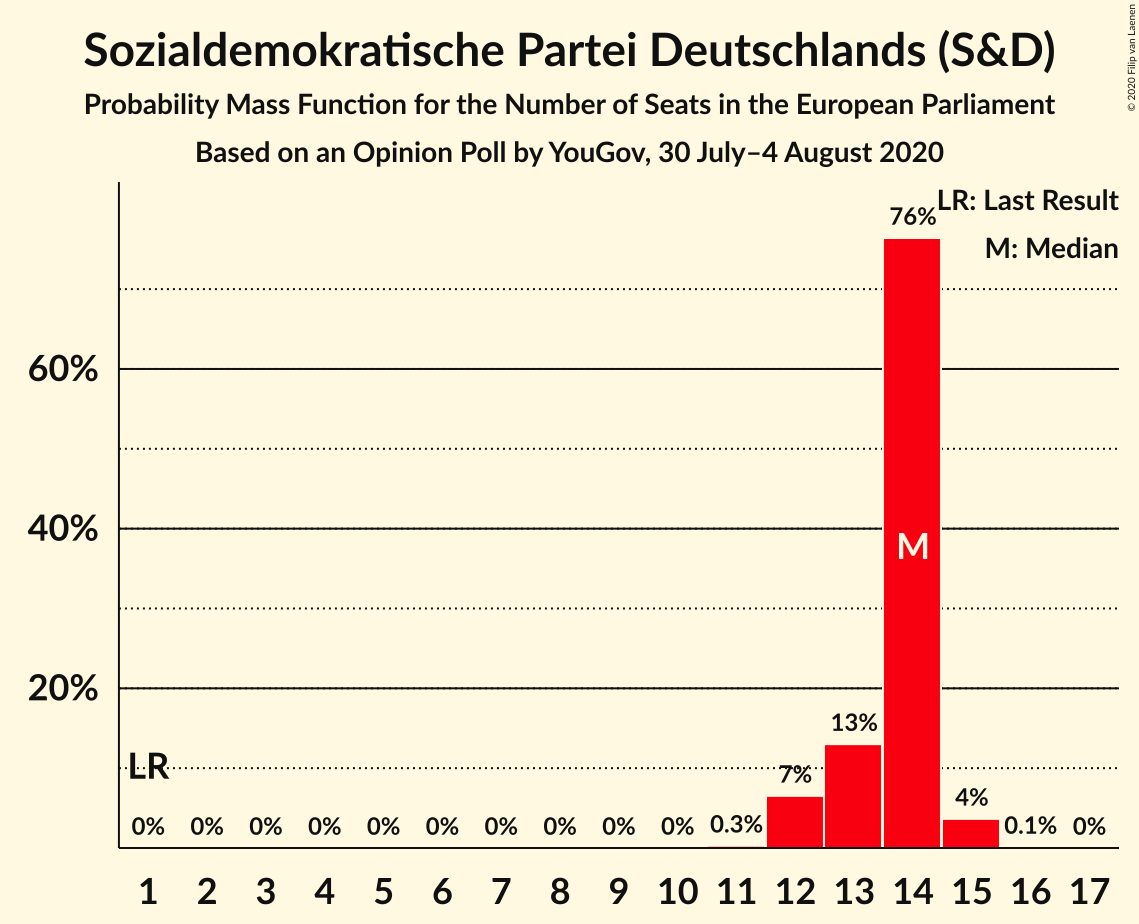 Sozialdemokratische Partei Deutschlands (S&D)
Probability Mass Function for the Number of Seats in the European Parliament
Based on an Opinion Poll by YouGov, 30 July–4 August 2020
© 2020 Filip van Laenen
LR: Last Result
M: Median
76%
60%
40%
M
20%
13%
LR
7%
4%
0% 0% 0% 0% 0% 0% 0% 0% 0% 0% 0.3% 0.1% 0%
1 2 3 4 5 6 7 8 9 10 11 12 13 14 15 16 17